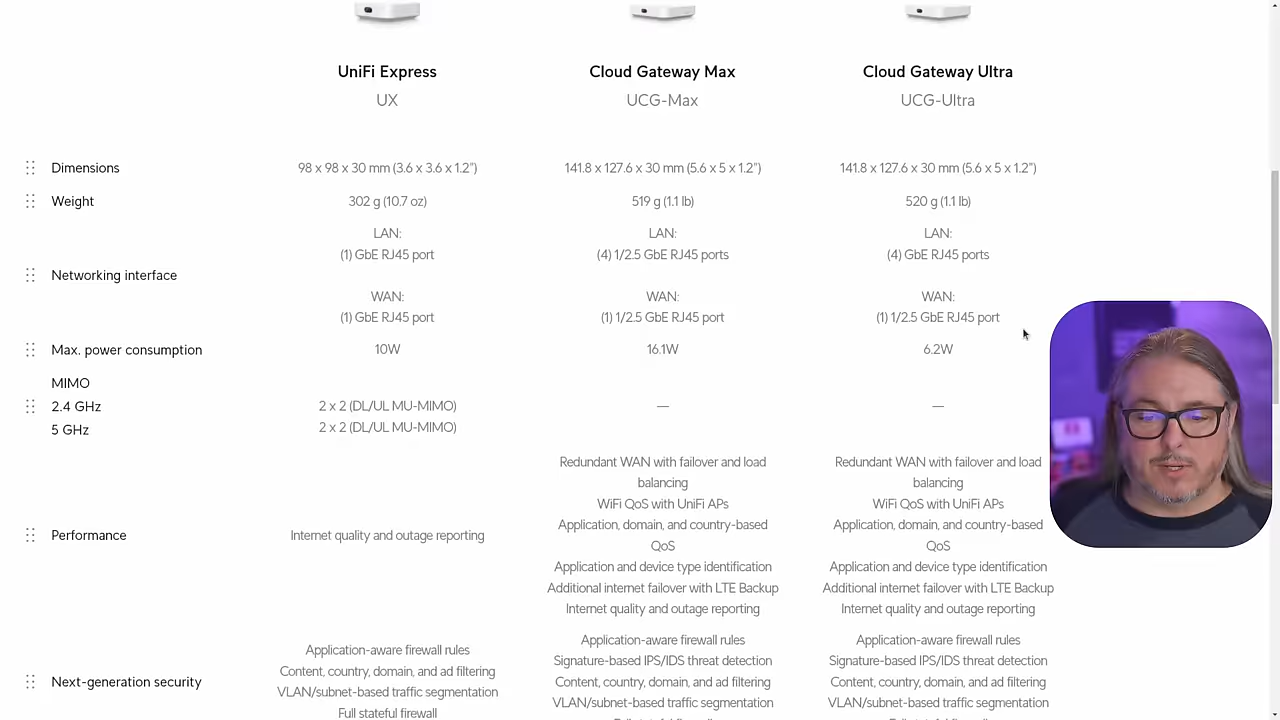 UniFi Express
Cloud Gateway Max
Cloud Gateway Ultra
UX
UCG-Max
UCG-Ultra
Dimensions
98 x 98 x 30 mm (3.6 x 3.6 x 1.2")
141.8 x 127.6 x 30 mm (5.6 x 5 x 1.2")
141.8 x 127.6 x 30 mm (5.6 x 5 x 1.2")
Weight
302 g (10.7 oz)
519 g (1.1 lb)
520 g (1.1 lb)
Networking interface
LAN:
(1) GbE RJ45 port
WAN:
(1) GbE RJ45 port
LAN:
(4) 1/2.5 GbE RJ45 ports
WAN:
(1) 1/2.5 GbE RJ45 port
LAN:
(4) GbE RJ45 ports
WAN:
(1) 1/2.5 GbE RJ45 port
Max. power consumption
10W
16.1W
6.2W
MIMO
2.4 GHz
5 GHz
2 x 2 (DL/UL MU-MIMO)
2 x 2 (DL/UL MU-MIMO)
—
—
Performance
Internet quality and outage reporting
Redundant WAN with failover and load
balancing
WiFi QoS with UniFi APs
Application, domain, and country-based
QoS
Application and device type identification
Additional internet failover with LTE Backup
Internet quality and outage reporting
Redundant WAN with failover and load
balancing
WiFi QoS with UniFi APs
Application, domain, and country-based
QoS
Application and device type identification
Additional internet failover with LTE Backup
Internet quality and outage reporting
Next-generation security
Application-aware firewall rules
Content, country, domain, and ad filtering
VLAN/subnet-based traffic segmentation
Full stateful firewall
Application-aware firewall rules
Signature-based IPS/IDS threat detection
Content, country, domain, and ad filtering
VLAN/subnet-based traffic segmentation
Application-aware firewall rules
Signature-based IPS/IDS threat detection
Content, country, domain, and ad filtering
VLAN/subnet-based traffic segmentation